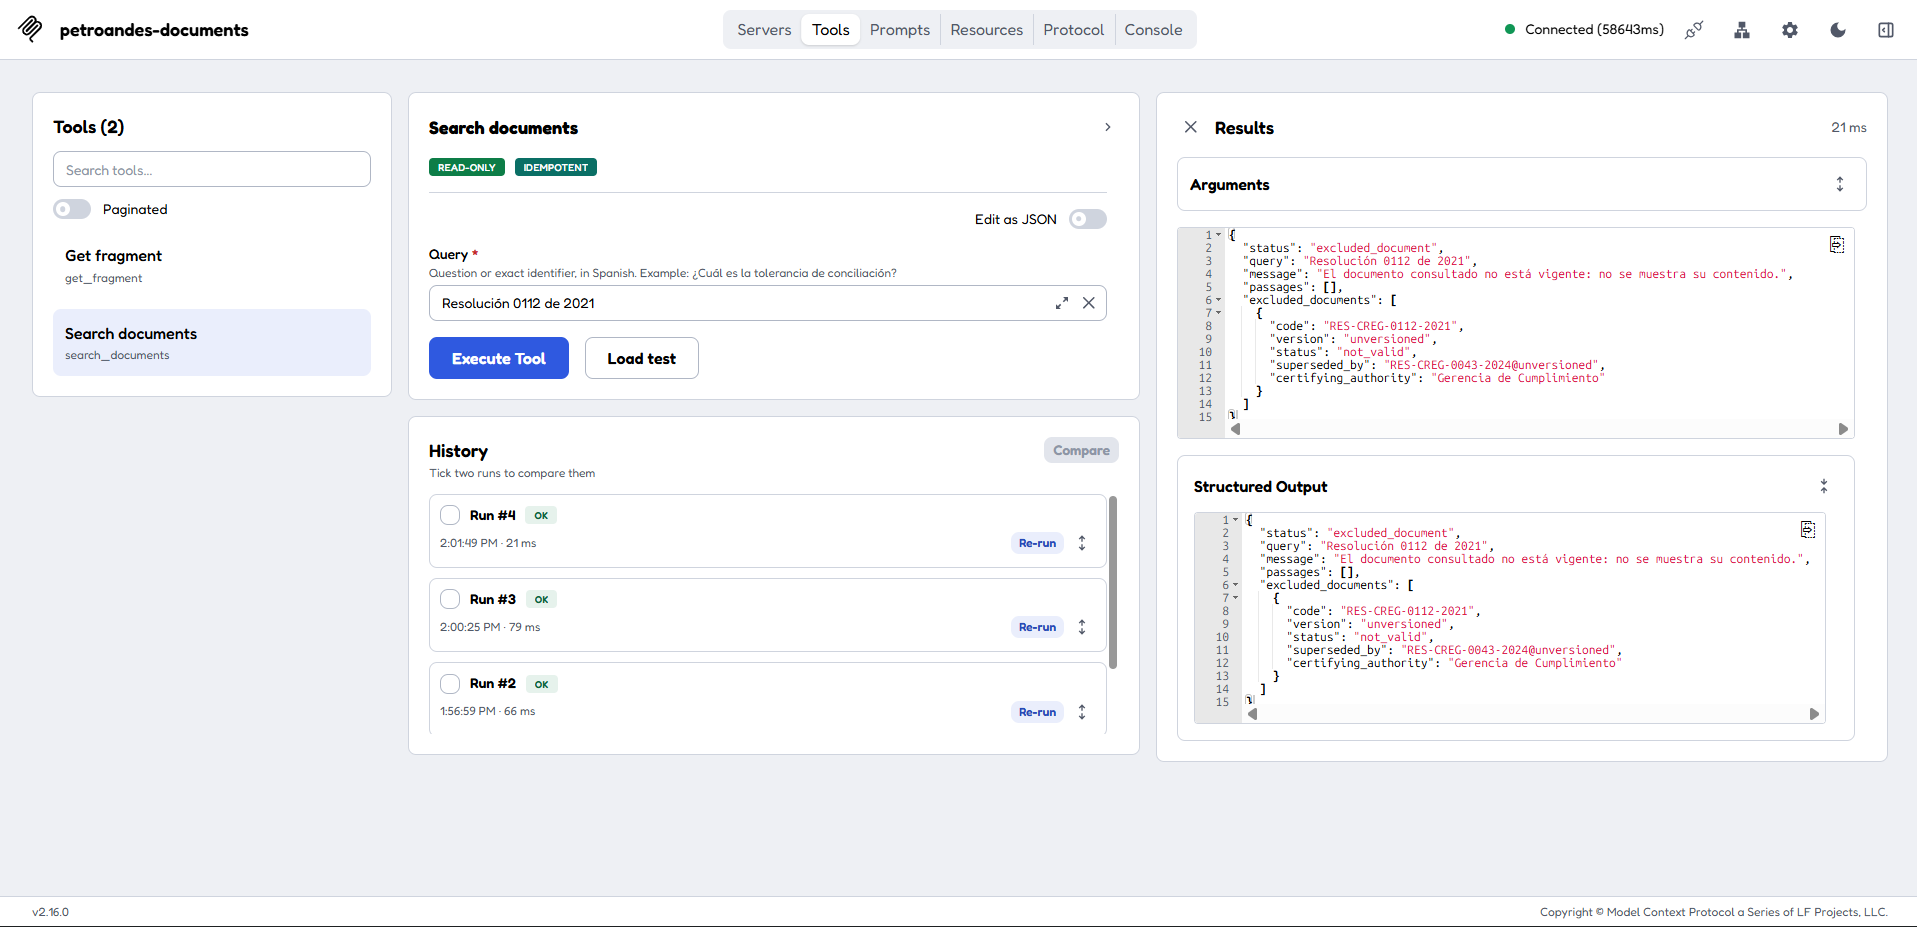 petroandes-documents
Servers
Tools
Prompts
Resources
Protocol
Console
Connected (58643ms)
Tools (2)
Search tools...
Paginated
Get fragment
get_fragment
Search documents
search_documents
Search documents
READ-ONLY
IDEMPOTENT
Edit as JSON
Query *
Question or exact identifier, in Spanish. Example: ¿Cuál es la tolerancia de conciliación?
Resolución 0112 de 2021
Execute Tool
Load test
History
Compare
Tick two runs to compare them
Run #4 OK
2:01:49 PM · 21 ms
Re-run
Run #3 OK
2:00:25 PM · 79 ms
Re-run
Run #2 OK
1:56:59 PM · 66 ms
Re-run
Results
21 ms
Arguments
1 {
2 "status": "excluded_document",
3 "query": "Resolución 0112 de 2021",
4 "message": "El documento consultado no está vigente: no se muestra su contenido.",
5 "passages": [],
6 "excluded_documents": [
7 {
8 "code": "RES-CREG-0112-2021",
9 "version": "unversioned",
10 "status": "not_valid",
11 "superseded_by": "RES-CREG-0043-2024@unversioned",
12 "certifying_authority": "Gerencia de Cumplimiento"
13 }
14 ]
15 }
Structured Output
1 {
2 "status": "excluded_document",
3 "query": "Resolución 0112 de 2021",
4 "message": "El documento consultado no está vigente: no se muestra su contenido.",
5 "passages": [],
6 "excluded_documents": [
7 {
8 "code": "RES-CREG-0112-2021",
9 "version": "unversioned",
10 "status": "not_valid",
11 "superseded_by": "RES-CREG-0043-2024@unversioned",
12 "certifying_authority": "Gerencia de Cumplimiento"
13 }
14 ]
15 }
v2.16.0
Copyright © Model Context Protocol a Series of LF Projects, LLC.